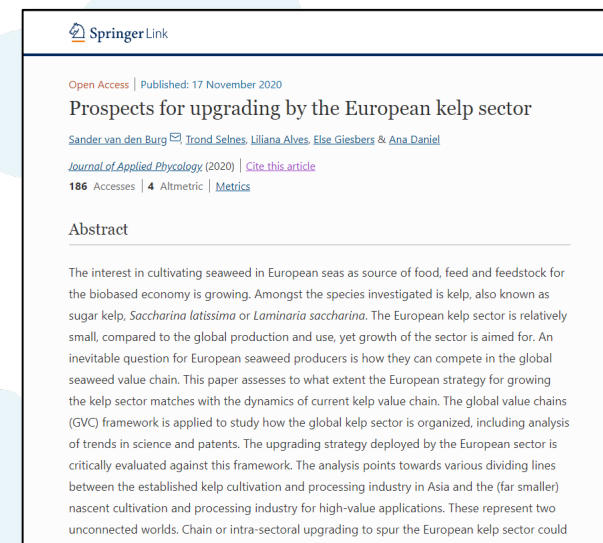 Springer Link
Open Access | Published: 17 November 2020
Prospects for upgrading by the European kelp sector
Sander van den Burg, Trond Selnes, Liliana Alves, Else Giesbers & Ana Daniel
Journal of Applied Phycology (2020) | Cite this article
186 Accesses | 4 Altmetric | Metrics
Abstract
The interest in cultivating seaweed in European seas as source of food, feed and feedstock for
the biobased economy is growing. Amongst the species investigated is kelp, also known as
sugar kelp, Saccharina latissima or Laminaria saccharina. The European kelp sector is relatively
small, compared to the global production and use, yet growth of the sector is aimed for. An
inevitable question for European seaweed producers is how they can compete in the global
seaweed value chain. This paper assesses to what extent the European strategy for growing
the kelp sector matches with the dynamics of current kelp value chain. The global value chains
(GVC) framework is applied to study how the global kelp sector is organized, including analysis
of trends in science and patents. The upgrading strategy deployed by the European sector is
critically evaluated against this framework. The analysis points towards various dividing lines
between the established kelp cultivation and processing industry in Asia and the (far smaller)
nascent cultivation and processing industry for high-value applications. These represent two
unconnected worlds. Chain or intra-sectoral upgrading to spur the European kelp sector could